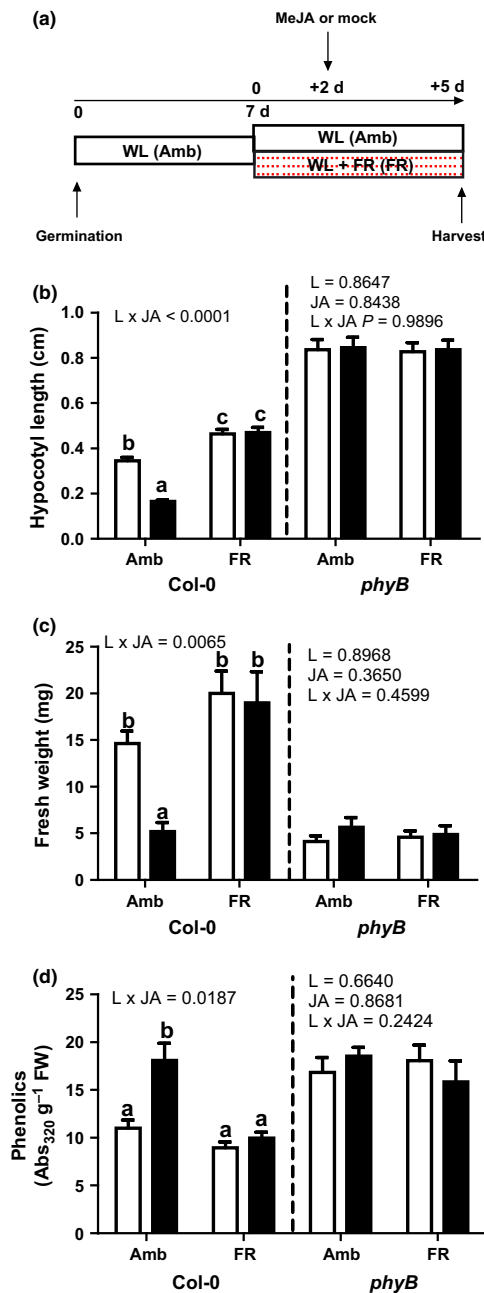 (a)
MeJA or mock
0 +2 d +5 d
0 7 d
WL (Amb) WL (Amb)
WL + FR (FR)
Germination Harvest
(b)
L x JA < 0.0001
L = 0.8647
JA = 0.8438
L x JA P = 0.9896
Hypocotyl length (cm)
1.0
0.8
0.6
0.4
0.2
0.0
b a c c
Amb FR Amb FR
Col-0 phyB
(c)
L x JA = 0.0065
L = 0.8968
JA = 0.3650
L x JA = 0.4599
Fresh weight (mg)
25
20
15
10
5
0
b a b b
Amb FR Amb FR
Col-0 phyB
(d)
L x JA = 0.0187
L = 0.6640
JA = 0.8681
L x JA = 0.2424
Phenolics
(Abs320 g–1 FW)
25
20
15
10
5
0
a b a a
Amb FR Amb FR
Col-0 phyB